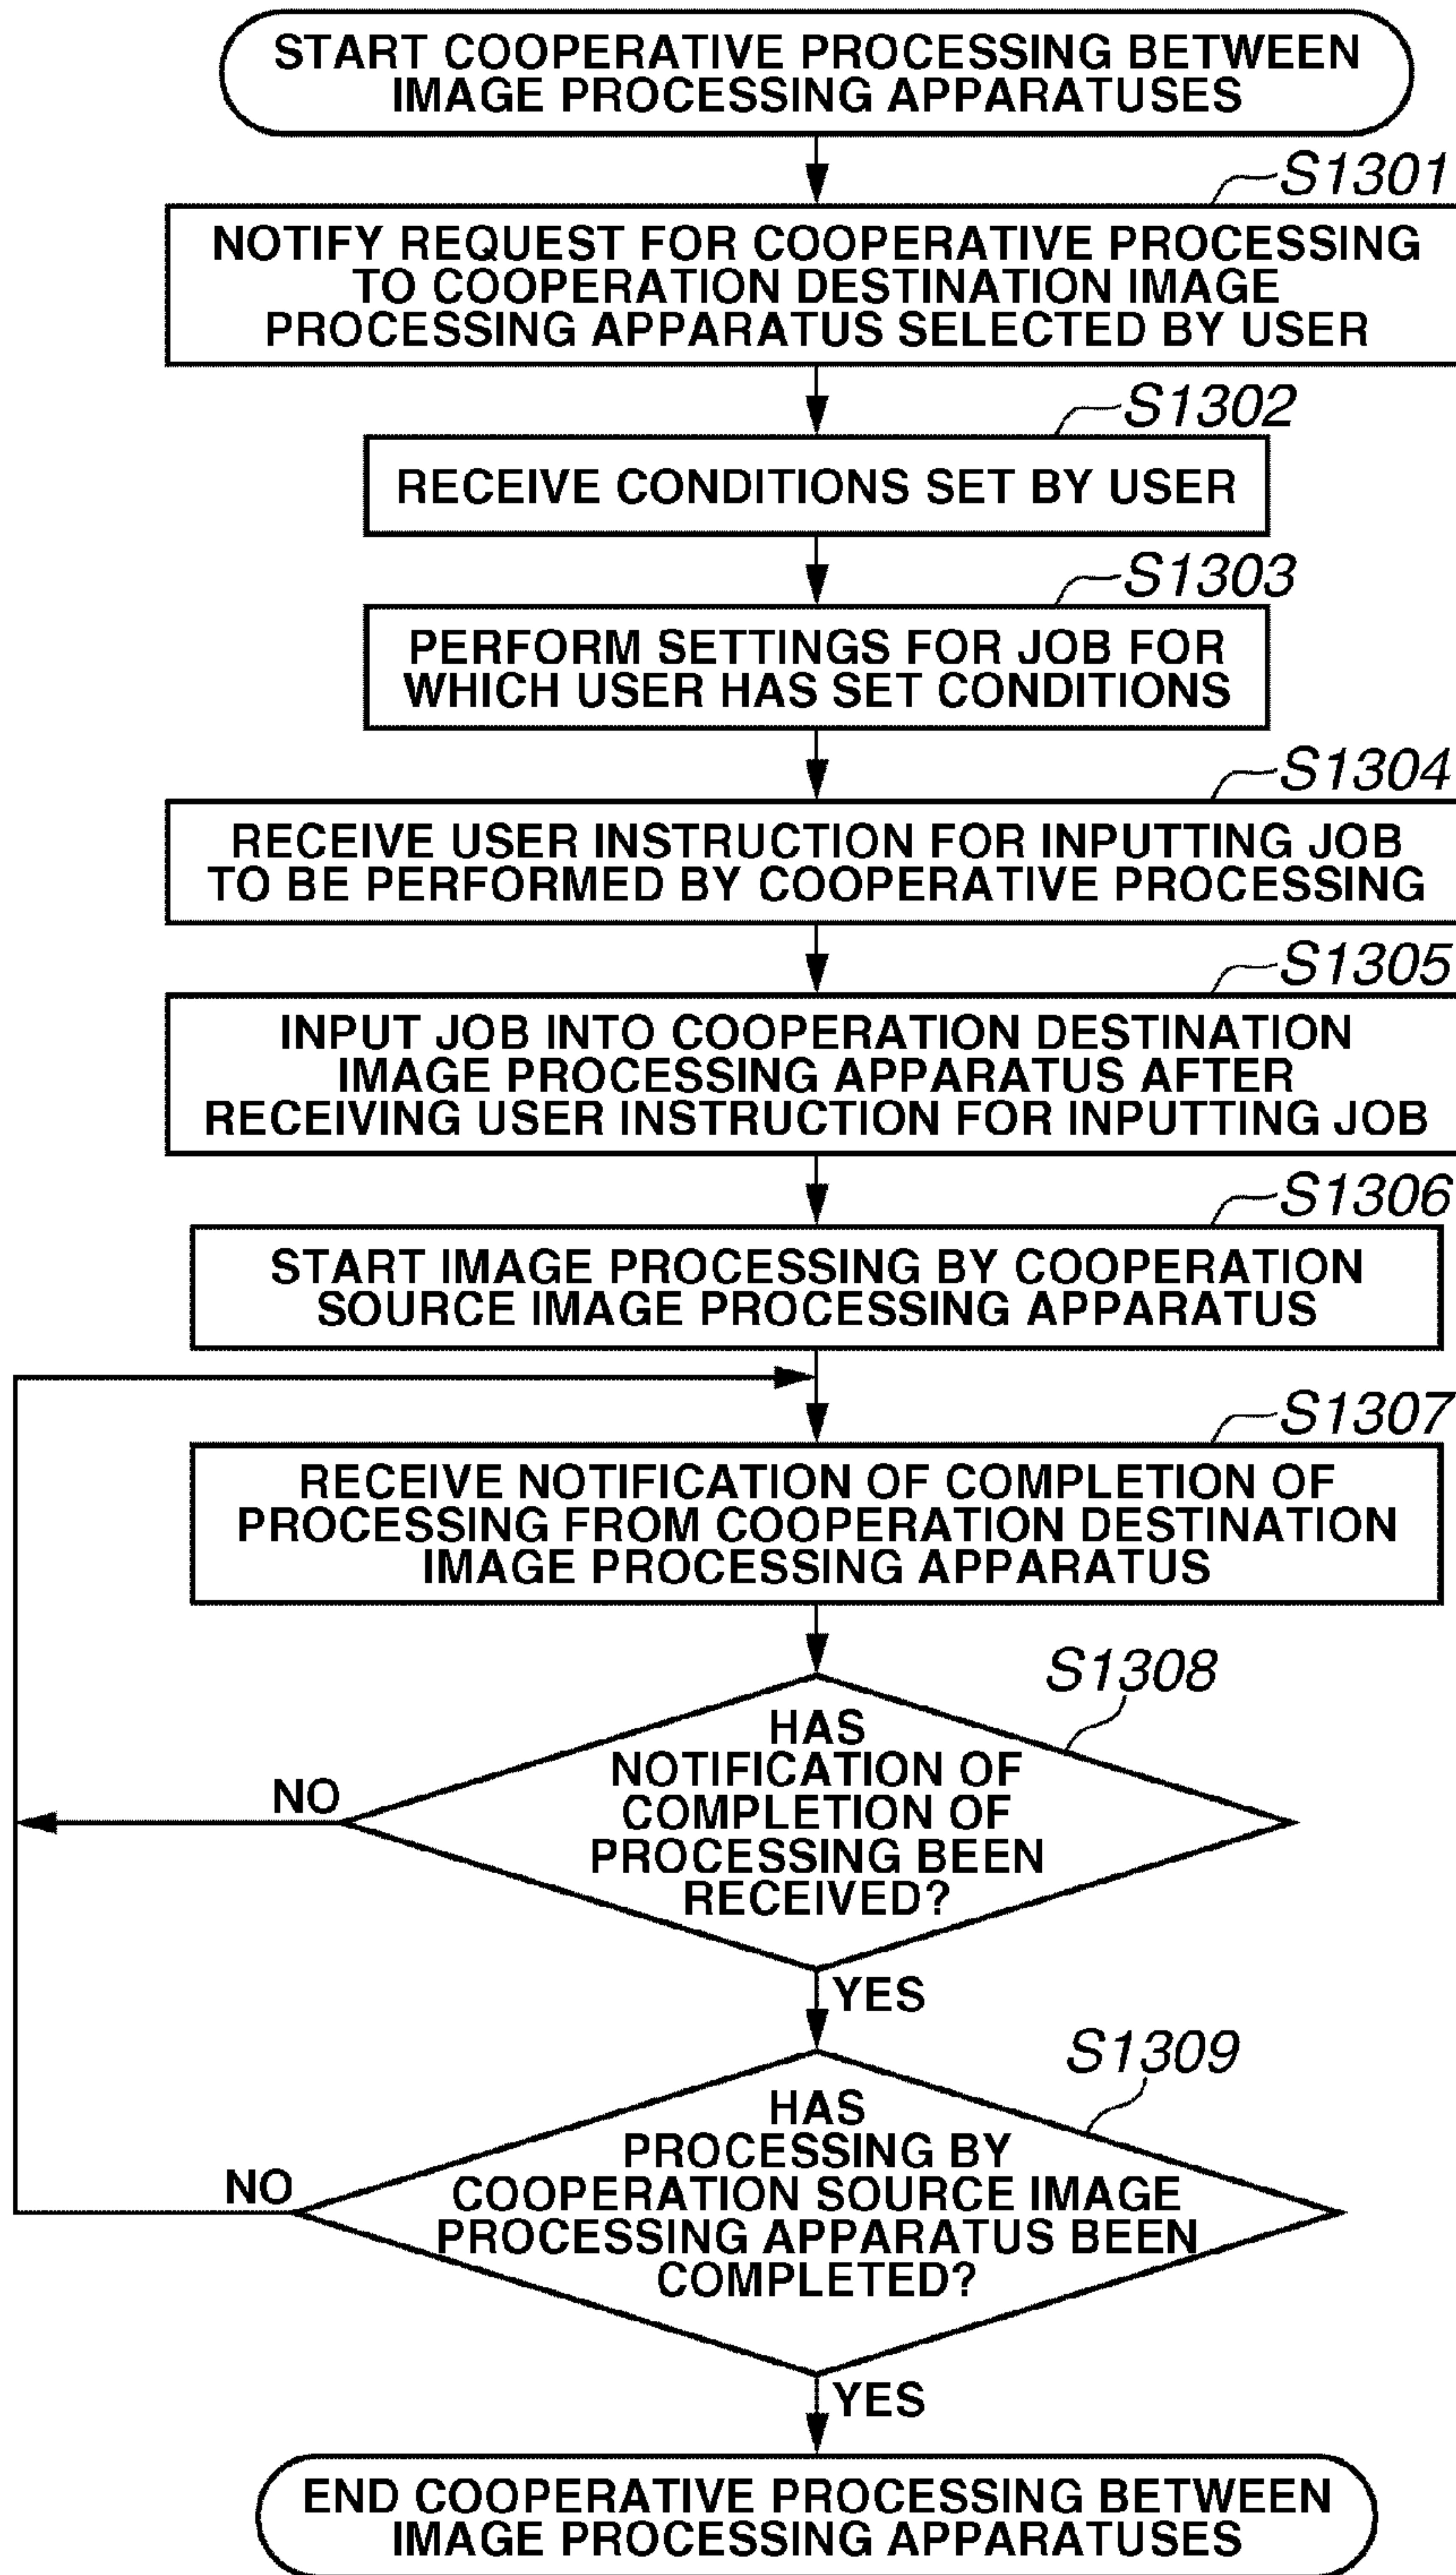 START COOPERATIVE PROCESSING BETWEEN
IMAGE PROCESSING APPARATUSES
S1301
NOTIFY REQUEST FOR COOPERATIVE PROCESSING
TO COOPERATION DESTINATION IMAGE
PROCESSING APPARATUS SELECTED BY USER
S1302
RECEIVE CONDITIONS SET BY USER
S1303
PERFORM SETTINGS FOR JOB FOR
WHICH USER HAS SET CONDITIONS
S1304
RECEIVE USER INSTRUCTION FOR INPUTTING JOB
TO BE PERFORMED BY COOPERATIVE PROCESSING
S1305
INPUT JOB INTO COOPERATION DESTINATION
IMAGE PROCESSING APPARATUS AFTER
RECEIVING USER INSTRUCTION FOR INPUTTING JOB
S1306
START IMAGE PROCESSING BY COOPERATION
SOURCE IMAGE PROCESSING APPARATUS
S1307
RECEIVE NOTIFICATION OF COMPLETION OF
PROCESSING FROM COOPERATION DESTINATION
IMAGE PROCESSING APPARATUS
S1308
HAS
NOTIFICATION OF
COMPLETION OF
PROCESSING BEEN
RECEIVED?
NO
YES
S1309
HAS
PROCESSING BY
COOPERATION SOURCE IMAGE
PROCESSING APPARATUS BEEN
COMPLETED?
NO
YES
END COOPERATIVE PROCESSING BETWEEN
IMAGE PROCESSING APPARATUSES